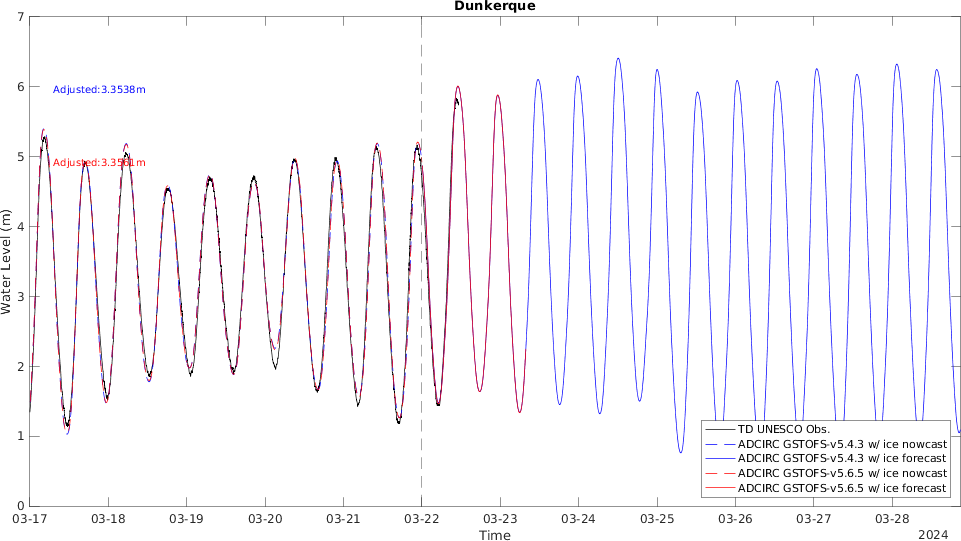 Dunkerque
7
6
5
4
3
2
1
0
Water Level (m)
Adjusted:3.3538m
Adjusted:3.3561m
TD UNESCO Obs.
ADCIRC GSTOFS-v5.4.3 w/ ice nowcast
ADCIRC GSTOFS-v5.4.3 w/ ice forecast
ADCIRC GSTOFS-v5.6.5 w/ ice nowcast
ADCIRC GSTOFS-v5.6.5 w/ ice forecast
03-17 03-18 03-19 03-20 03-21 03-22 03-23 03-24 03-25 03-26 03-27 03-28
Time
2024